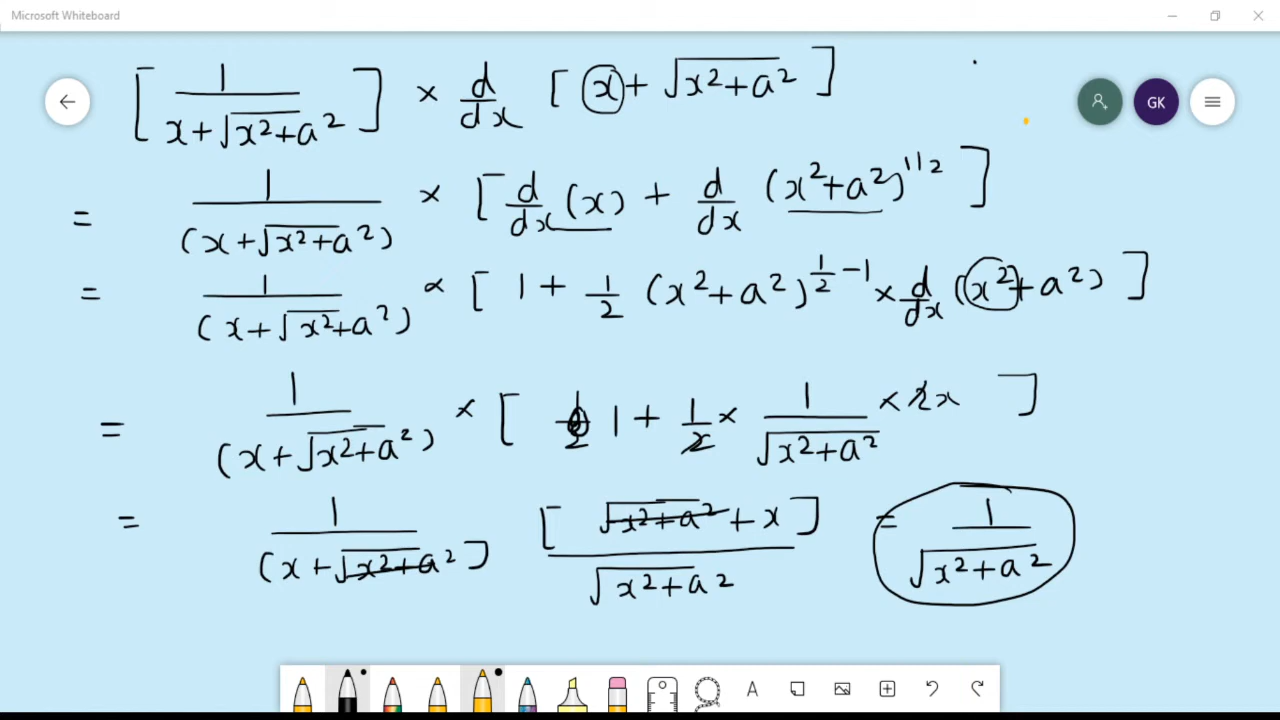 Microsoft Whiteboard
[ 1/(x+√(x²+a²)) ] × d/dx [ x + √(x²+a²) ]
GK
= 1/(x+√(x²+a²)) × [ d/dx (x) + d/dx (x²+a²)^1/2 ]
= 1/(x+√(x²+a²)) × [ 1 + 1/2 (x²+a²)^(1/2 -1) × d/dx (x²+a²) ]
= 1/(x+√(x²+a²)) × [ 1 + 1/2 × 1/√(x²+a²) × 2x ]
= 1/(x+√(x²+a²)] [ √(x²+a²) + x ]/√(x²+a²) = 1/√(x²+a²)
A